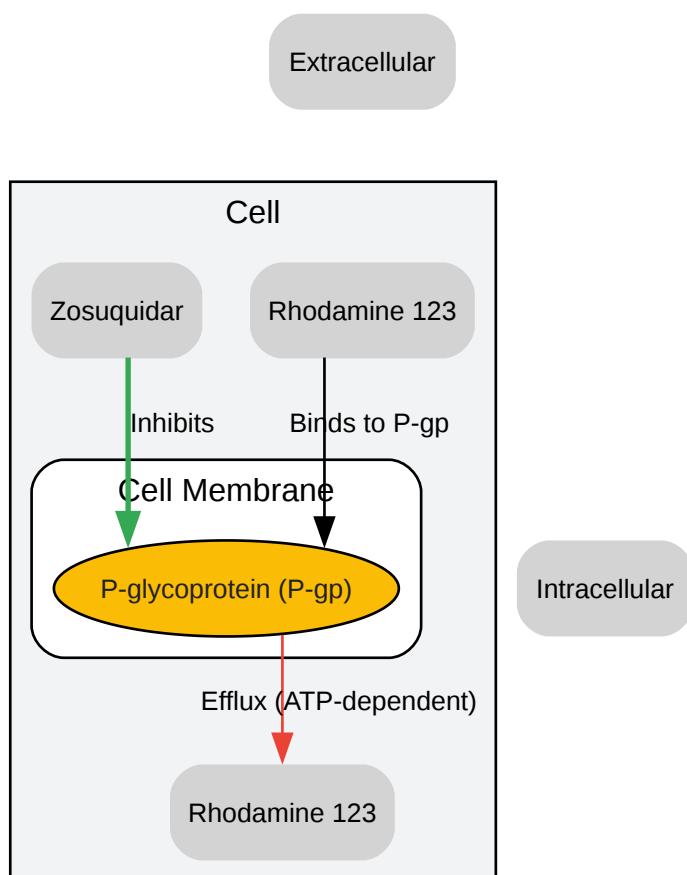 Extracellular
Cell
Zosuquidar
Rhodamine 123
Inhibits
Binds to P-gp
Cell Membrane
P-glycoprotein (P-gp)
Intracellular
Efflux (ATP-dependent)
Rhodamine 123